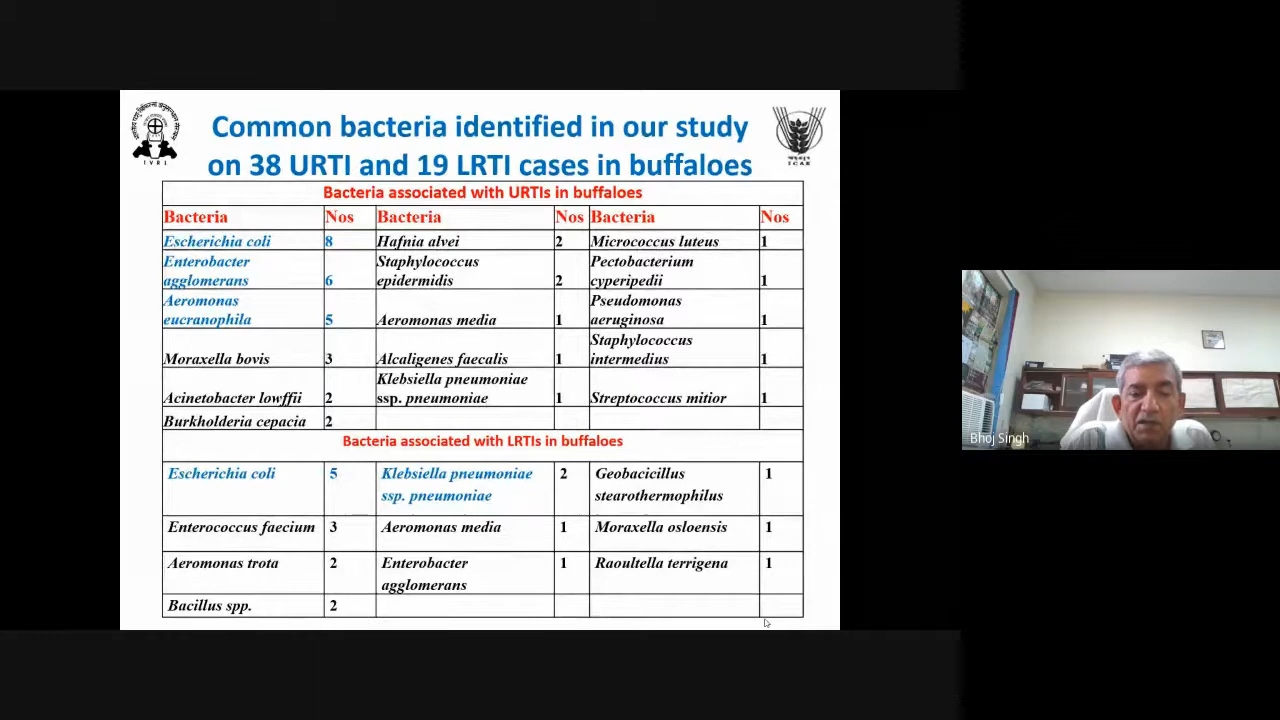 Common bacteria identified in our study
on 38 URTI and 19 LRTI cases in buffaloes
I V R I
I C A R
Bacteria associated with URTIs in buffaloes
Bacteria Nos Bacteria Nos Bacteria Nos
Escherichia coli 8 Hafnia alvei 2 Micrococcus luteus 1
Enterobacter agglomerans 6 Staphylococcus epidermidis 2 Pectobacterium cyperipedii 1
Aeromonas eucranophila 5 Aeromonas media 1 Pseudomonas aeruginosa 1
Moraxella bovis 3 Alcaligenes faecalis 1 Staphylococcus intermedius 1
Acinetobacter lowffii 2 Klebsiella pneumoniae ssp. pneumoniae 1 Streptococcus mitior 1
Burkholderia cepacia 2
Bacteria associated with LRTIs in buffaloes
Escherichia coli 5 Klebsiella pneumoniae ssp. pneumoniae 2 Geobacicillus stearothermophilus 1
Enterococcus faecium 3 Aeromonas media 1 Moraxella osloensis 1
Aeromonas trota 2 Enterobacter agglomerans 1 Raoultella terrigena 1
Bacillus spp. 2
Bhoj Singh